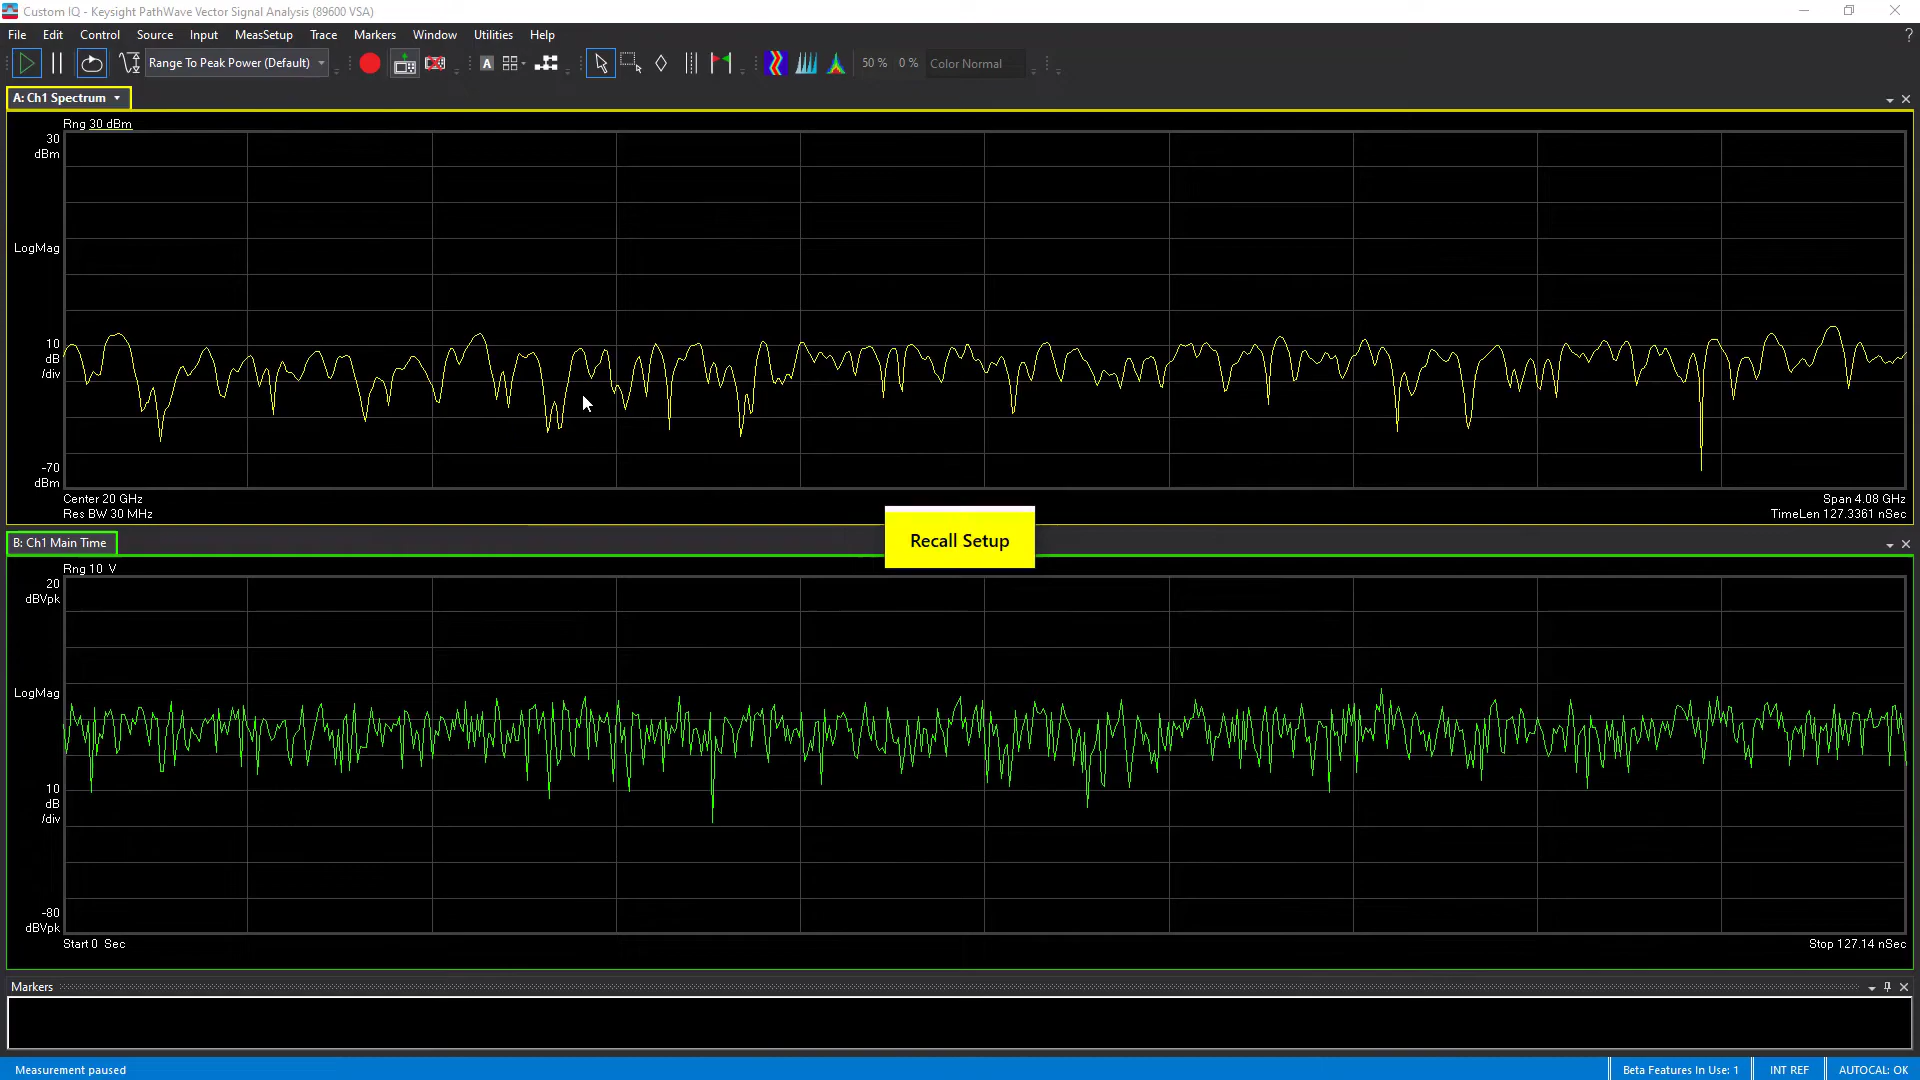 Custom IQ - Keysight PathWave Vector Signal Analysis (89600 VSA)
File Edit Control Source Input MeasSetup Trace Markers Window Utilities Help ?
Range To Peak Power (Default) A 50 % 0 % Color Normal
A: Ch1 Spectrum
Rng 30 dBm
30
dBm
LogMag
10
dB
/div
-70
dBm
Center 20 GHz Span 4.08 GHz
Res BW 30 MHz TimeLen 127.3361 nSec
Recall Setup
B: Ch1 Main Time
Rng 10 V
20
dBVpk
LogMag
10
dB
/div
-80
dBVpk
Start 0 Sec Stop 127.14 nSec
Markers
Measurement paused Beta Features In Use: 1 INT REF AUTOCAL: OK